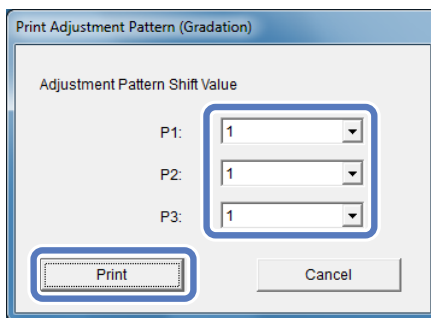 Print Adjustment Pattern (Gradation)
Adjustment Pattern Shift Value
P1: 1
P2: 1
P3: 1
Print Cancel